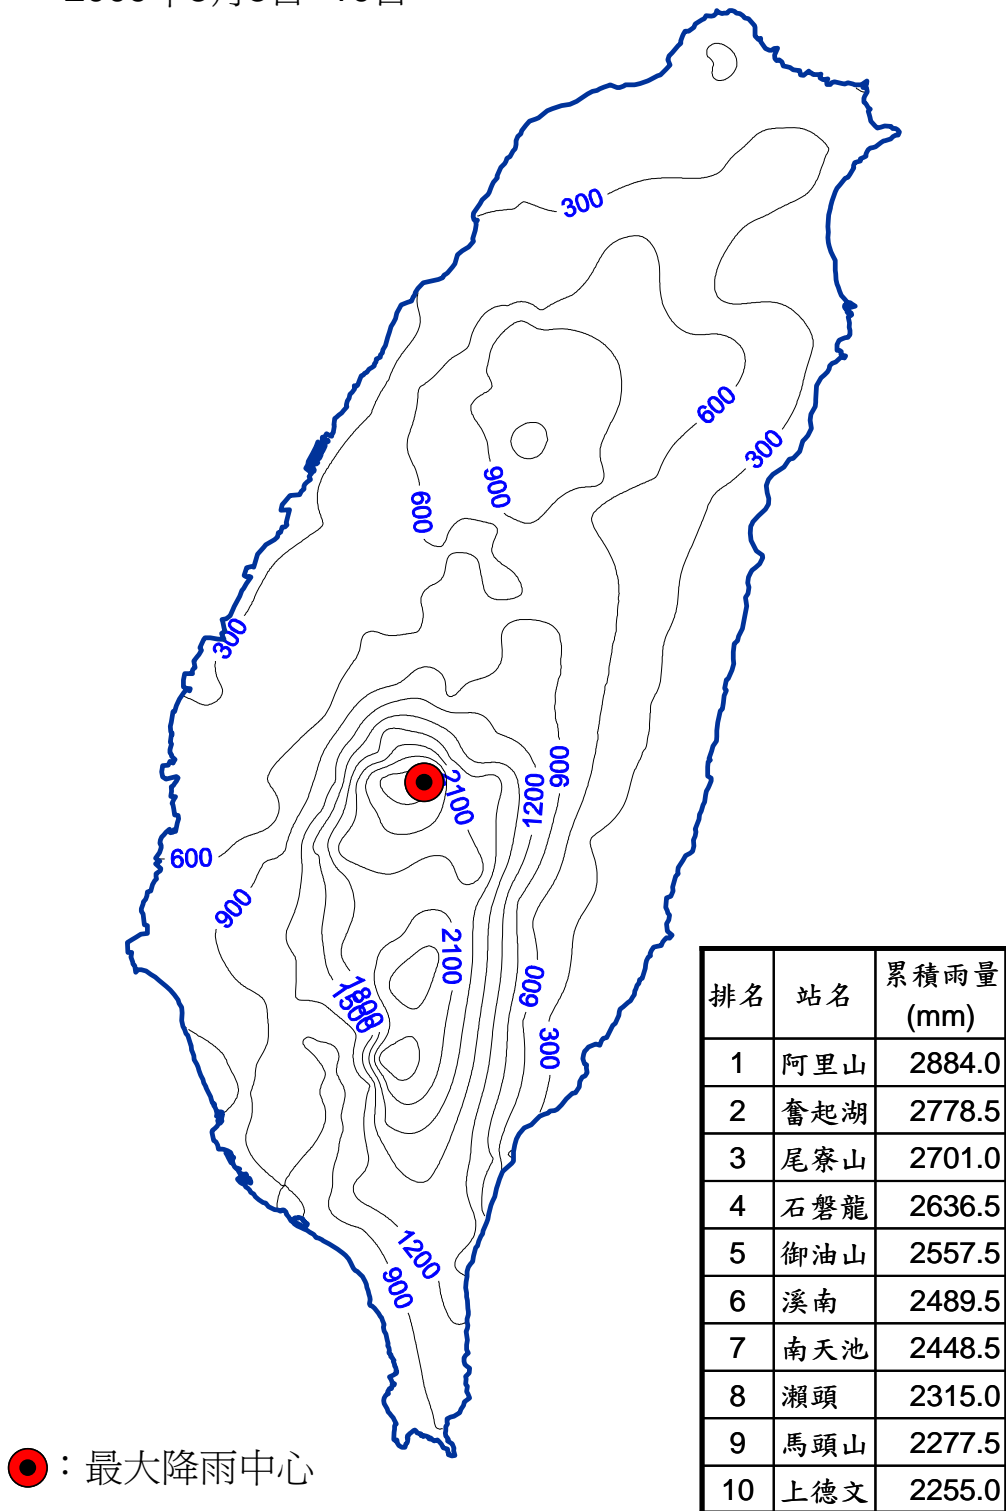 300
600
300
900
600
300
900
2100
1200
600
900
2100
600
1800
1500
300
1200
900
排名 站名 累積雨量
(mm)
1 阿里山 2884.0
2 奮起湖 2778.5
3 尾寮山 2701.0
4 石磐龍 2636.5
5 御油山 2557.5
6 溪南 2489.5
7 南天池 2448.5
8 瀨頭 2315.0
9 馬頭山 2277.5
10 上德文 2255.0
：最大降雨中心